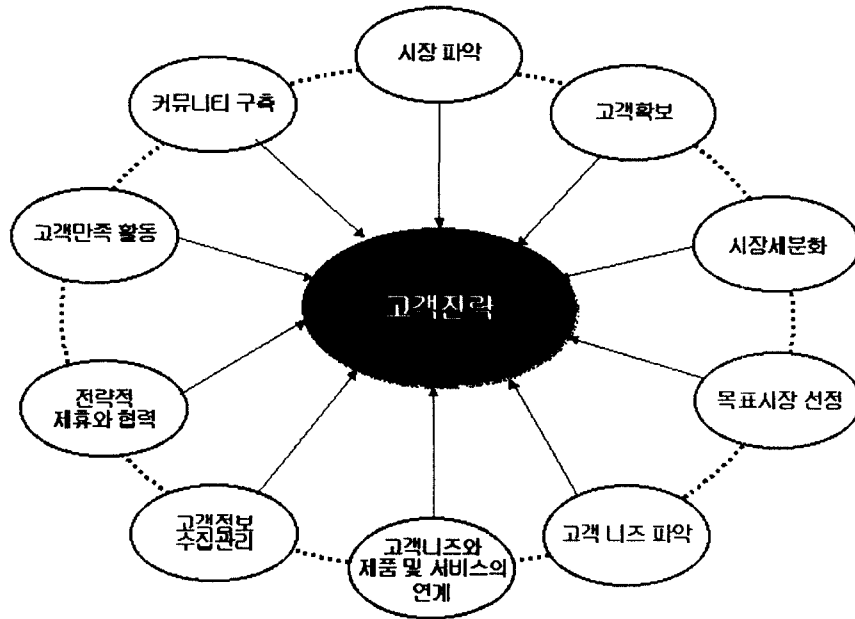 시장 파악
고객확보
시장세분화
목표시장 선정
고객 니즈 파악
고객니즈와
제품 및 서비스의
연계
고객정보
수집관리
전략적
제휴와 협력
고객만족 활동
커뮤니티 구축
고객전략